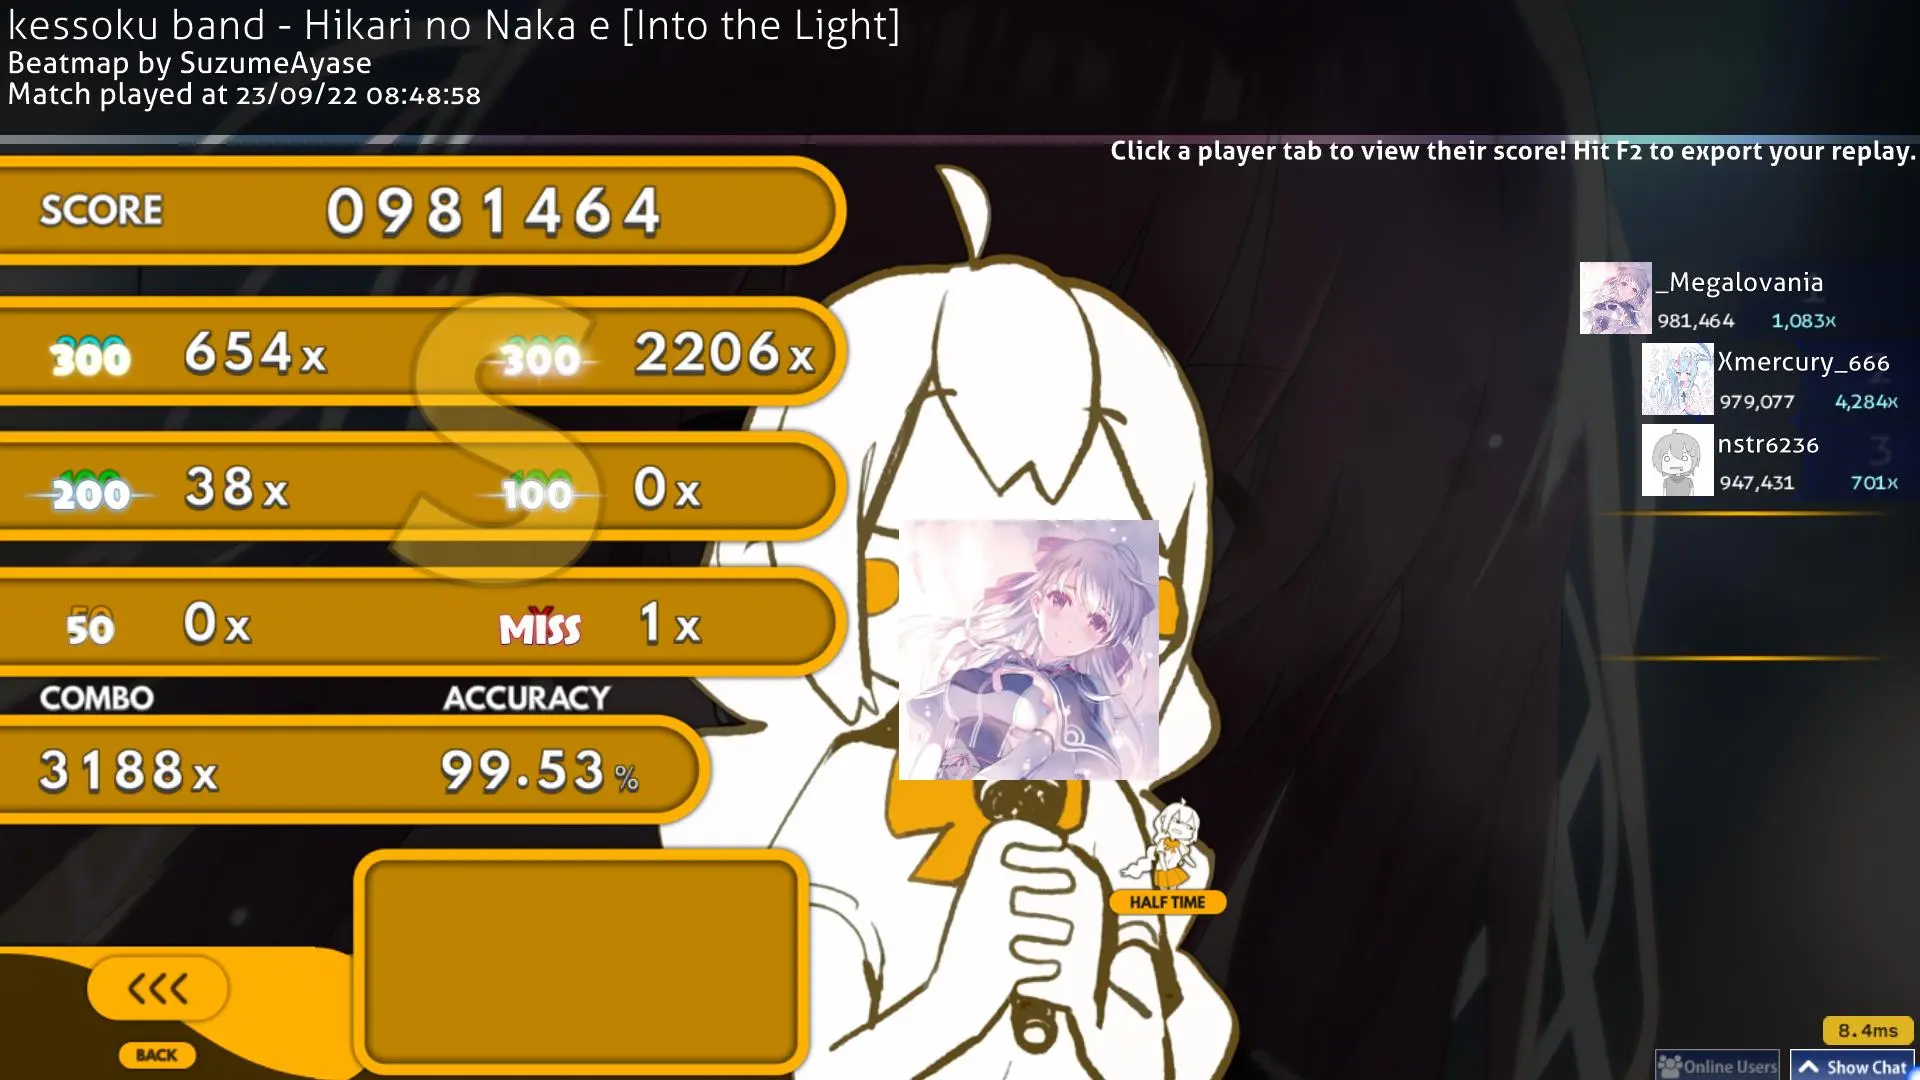 kessoku band - Hikari no Naka e [Into the Light]
Beatmap by SuzumeAyase
Match played at 23/09/22 08:48:58
Click a player tab to view their score! Hit F2 to export your replay.
SCORE 0981464
300 654x 300 2206x
200 38x 100 0x
50 0x MISS 1x
S
COMBO ACCURACY
3188x 99.53%
_Megalovania
981,464 1,083x
1
Xmercury_666
979,077 4,284x
2
nstr6236
947,431 701x
3
HALF TIME
<<<
BACK
8.4ms
Online Users
Show Chat